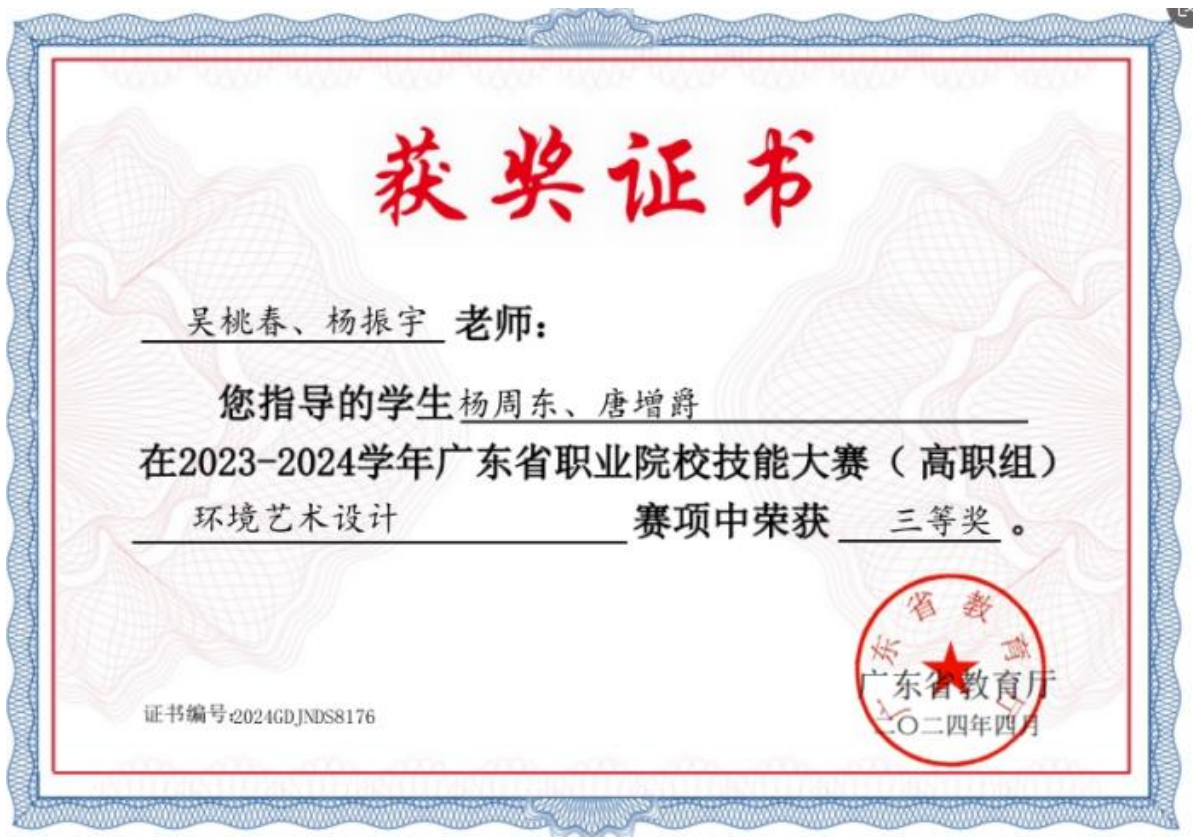 获奖证书
吴桃春、杨振宇 老师：
您指导的学生杨周东、唐增爵
在2023-2024学年广东省职业院校技能大赛（ 高职组）
环境艺术设计 赛项中荣获 三等奖 。
广东省教育厅
广东省教育厅
二〇二四年四月
证书编号:2024GDJNDS8176